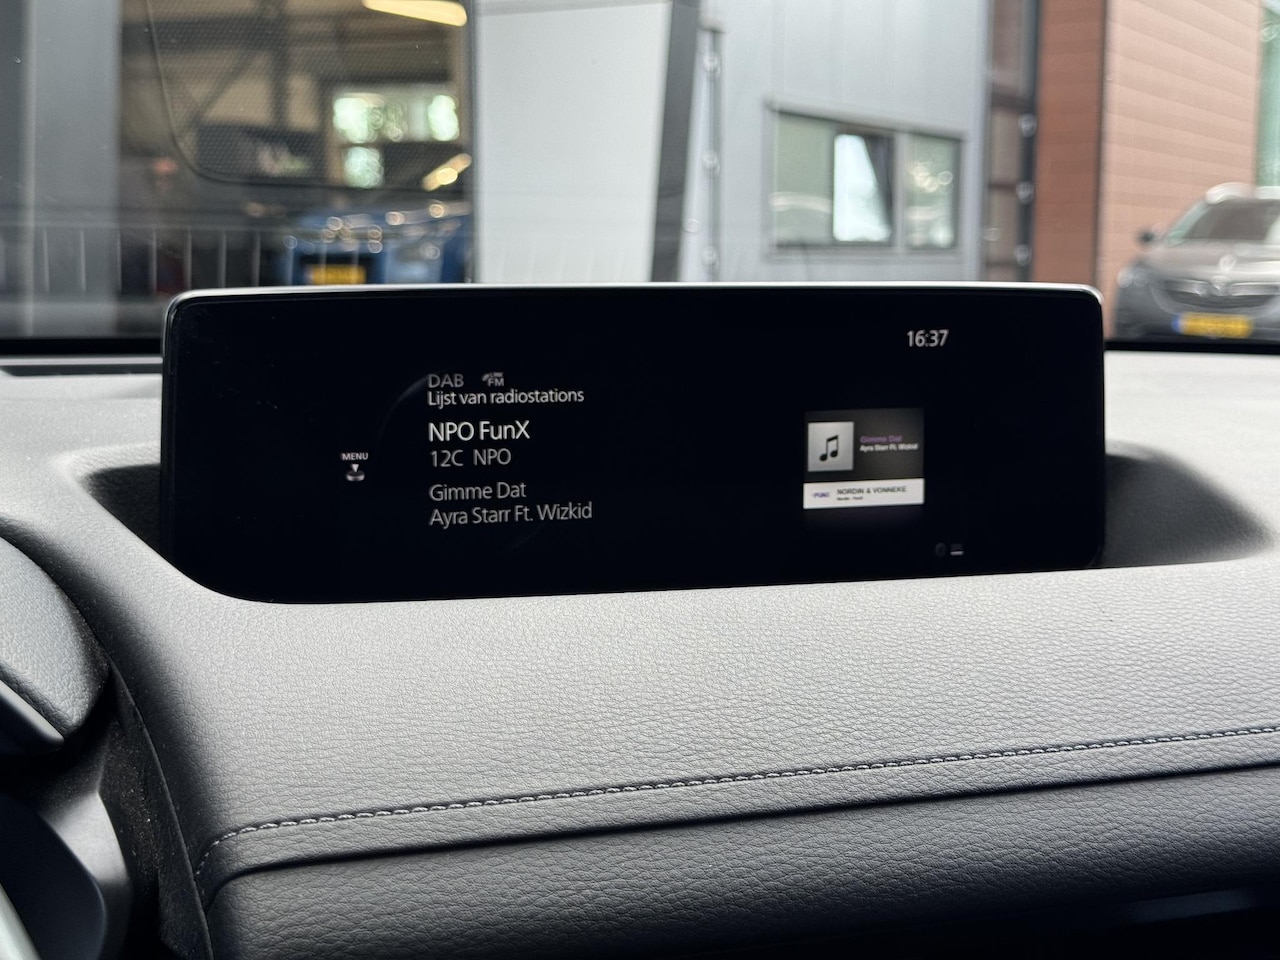 16:37
DAB FM
Lijst van radiostations
NPO FunX
12C NPO
MENU
Gimme Dat
Ayra Starr Ft. Wizkid
Gimme Dat
Ayra Starr Ft. Wizkid
FUNX NORDIN & VONNEKE